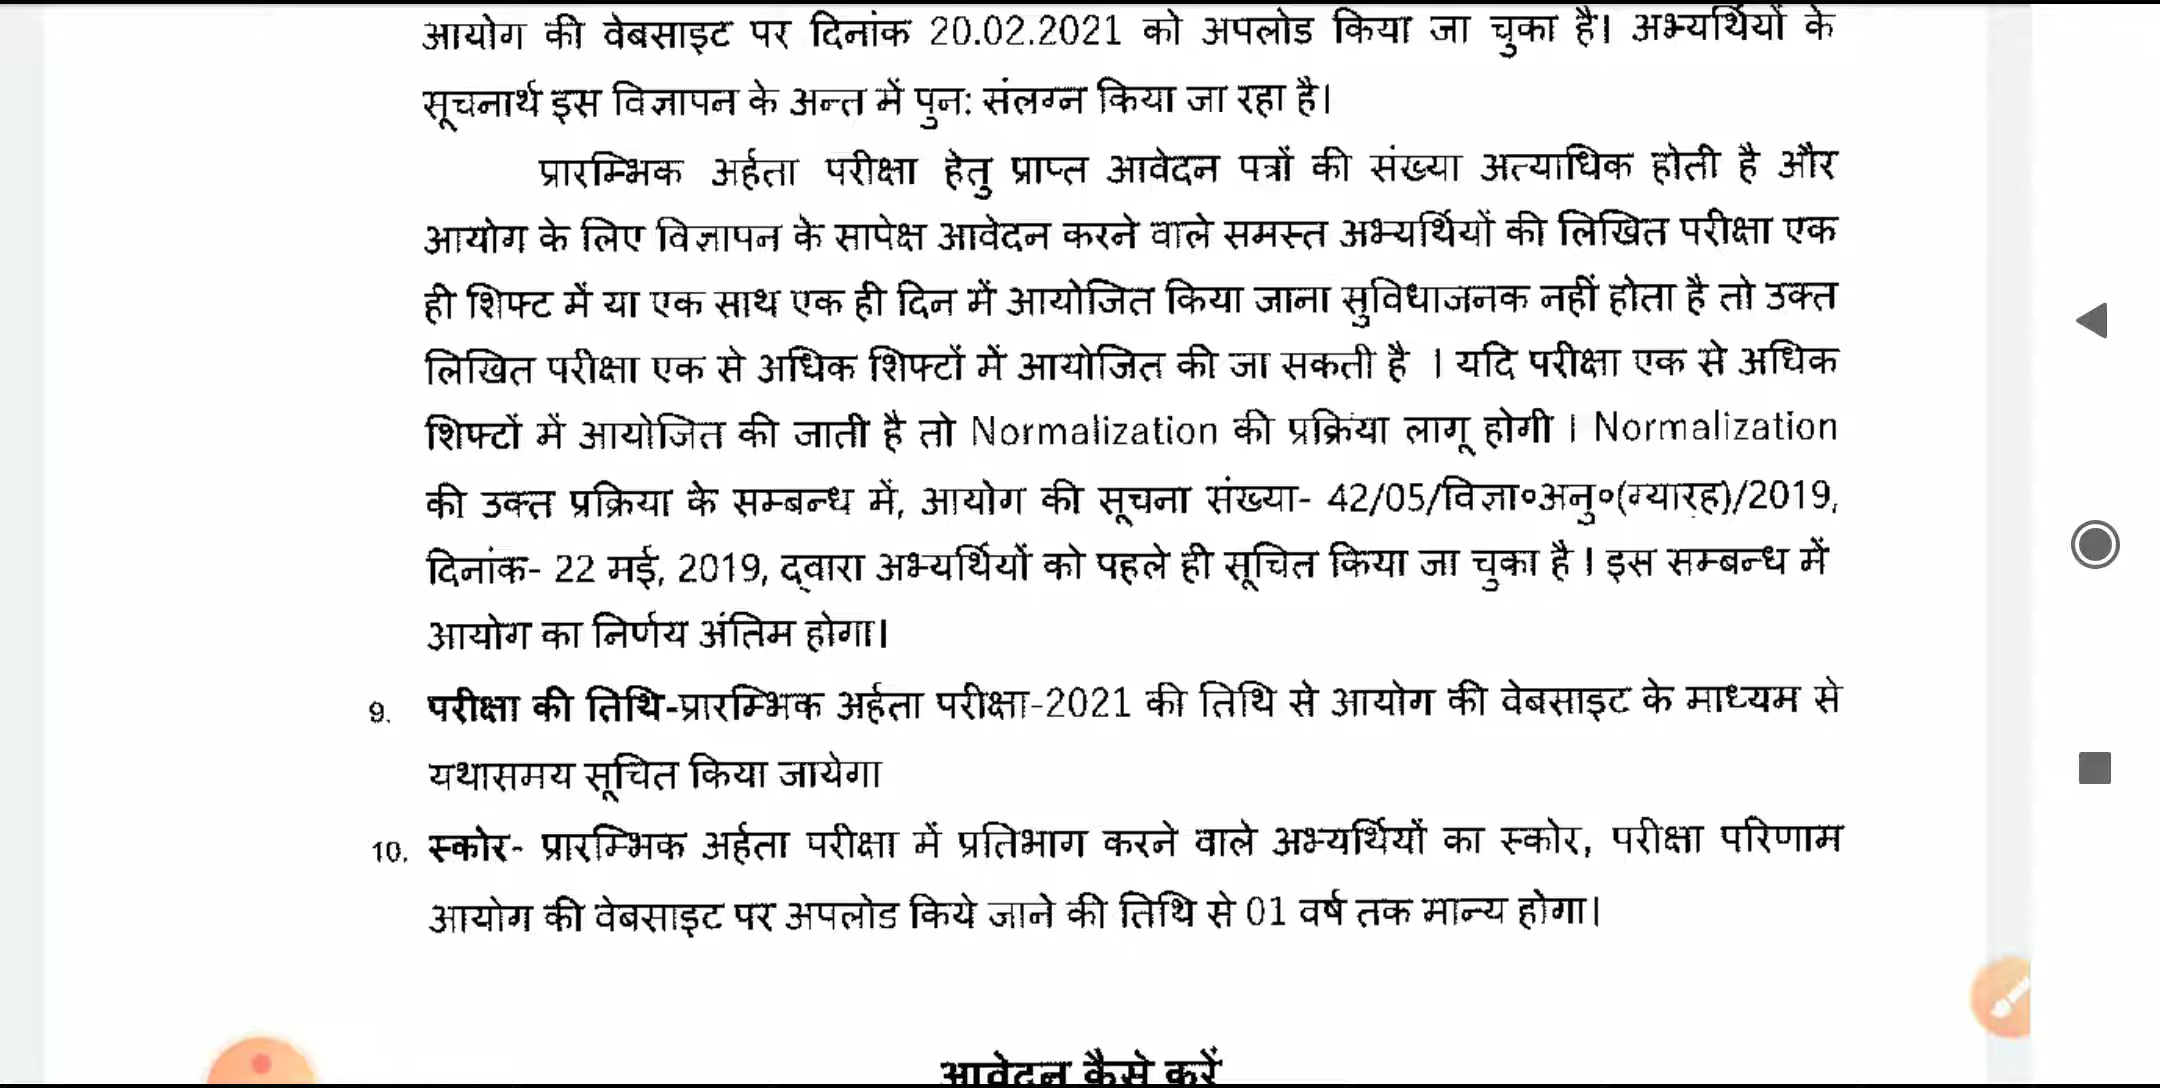 आयोग की वेबसाइट पर दिनांक 20.02.2021 को अपलोड किया जा चुका है। अभ्यर्थियों के
सूचनार्थ इस विज्ञापन के अन्त में पुन: संलग्न किया जा रहा है।
प्रारम्भिक अर्हता परीक्षा हेतु प्राप्त आवेदन पत्रों की संख्या अत्याधिक होती है और
आयोग के लिए विज्ञापन के सापेक्ष आवेदन करने वाले समस्त अभ्यर्थियों की लिखित परीक्षा एक
ही शिफ्ट में या एक साथ एक ही दिन में आयोजित किया जाना सुविधाजनक नहीं होता है तो उक्त
लिखित परीक्षा एक से अधिक शिफ्टों में आयोजित की जा सकती है । यदि परीक्षा एक से अधिक
शिफ्टों में आयोजित की जाती है तो Normalization की प्रक्रिया लागू होगी । Normalization
की उक्त प्रक्रिया के सम्बन्ध में, आयोग की सूचना संख्या- 42/05/विज्ञा०अनु०(ग्यारह)/2019,
दिनांक- 22 मई, 2019, द्वारा अभ्यर्थियों को पहले ही सूचित किया जा चुका है । इस सम्बन्ध में
आयोग का निर्णय अंतिम होगा।
9. परीक्षा की तिथि-प्रारम्भिक अर्हता परीक्षा-2021 की तिथि से आयोग की वेबसाइट के माध्यम से
यथासमय सूचित किया जायेगा
10. स्कोर- प्रारम्भिक अर्हता परीक्षा में प्रतिभाग करने वाले अभ्यर्थियों का स्कोर, परीक्षा परिणाम
आयोग की वेबसाइट पर अपलोड किये जाने की तिथि से 01 वर्ष तक मान्य होगा।
आवेदन कैसे करें